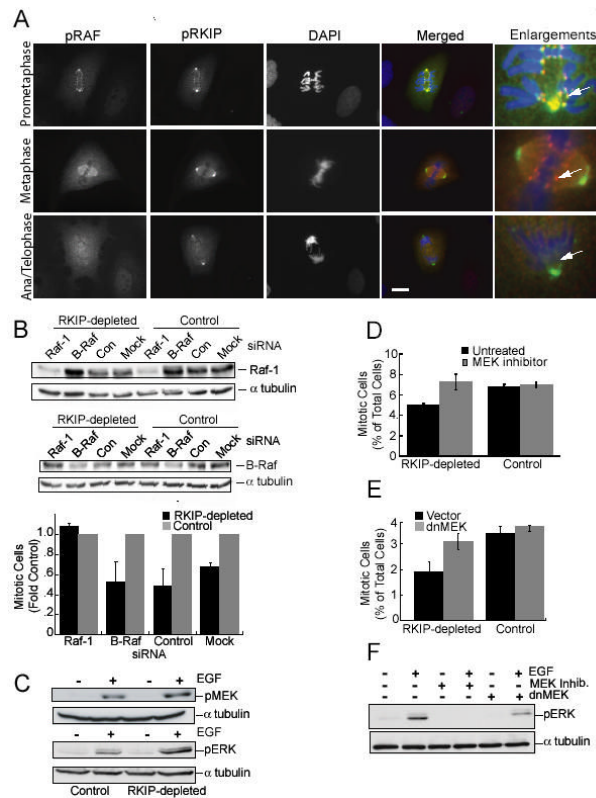 A
pRAF pRKIP DAPI Merged Enlargements
Prometaphase
Metaphase
Ana/Telophase
B
RKIP-depleted Control
Raf-1 B-Raf Con Mock Raf-1 B-Raf Con Mock siRNA
Raf-1
α tubulin
RKIP-depleted Control
Raf-1 B-Raf Con Mock Raf-1 B-Raf Con Mock siRNA
B-Raf
α tubulin
Mitotic Cells
(Fold Control)
RKIP-depleted
Control
1.0
.8
.6
.4
.2
0
Raf-1 B-Raf Control Mock
siRNA
C
- + - + EGF
pMEK
α tubulin
- + - + EGF
pERK
α tubulin
Control RKIP-depleted
D
Untreated
MEK inhibitor
Mitotic Cells
(% of Total Cells)
10
8
6
4
2
0
RKIP-depleted Control
E
Vector
dnMEK
Mitotic Cells
(% of Total Cells)
4
3
2
1
0
RKIP-depleted Control
F
- + - + - + EGF
- - + + - - MEK Inhib.
- - - - + + dnMEK
pERK
α tubulin